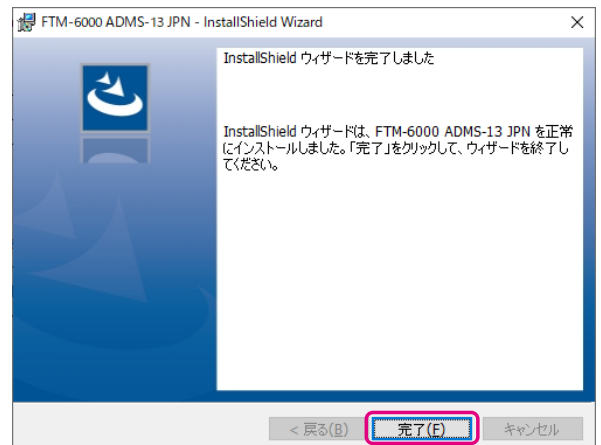 FTM-6000 ADMS-13 JPN - InstallShield Wizard
InstallShield ウィザードを完了しました
InstallShield ウィザードは、FTM-6000 ADMS-13 JPN を正常
にインストールしました。「完了」をクリックして、ウィザードを終了し
てください。
< 戻る(B) 完了(F) キャンセル